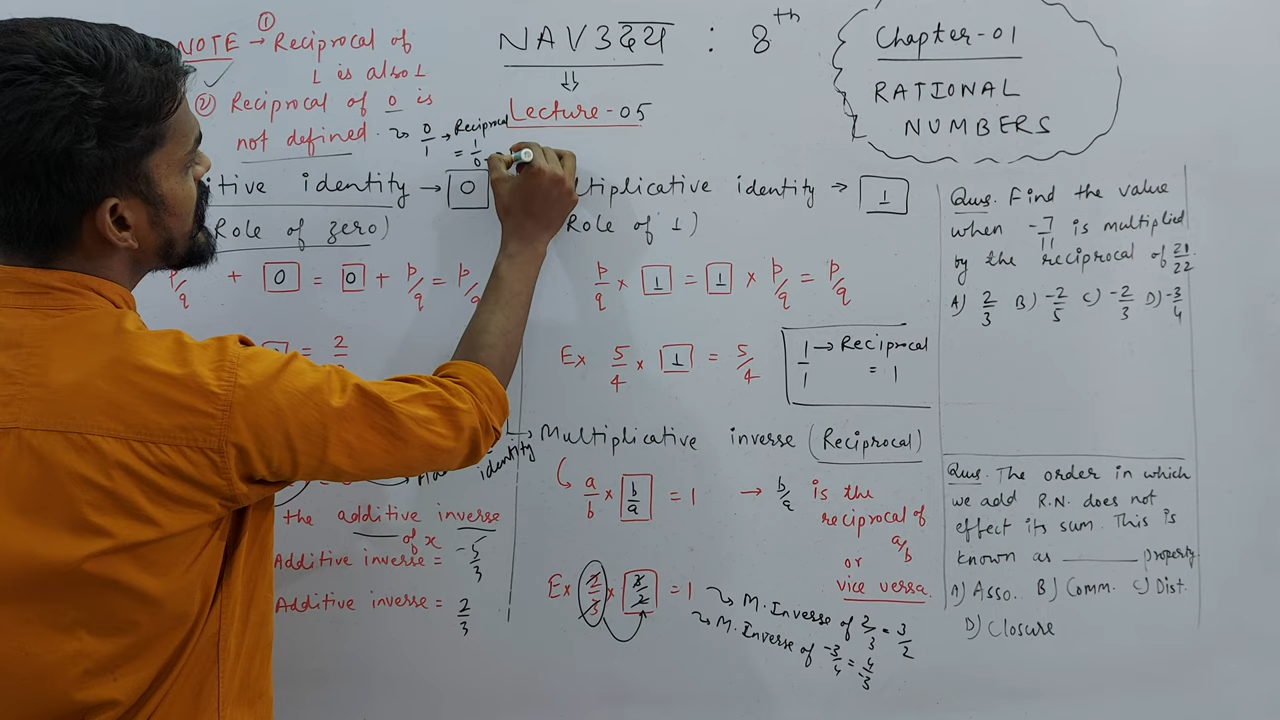 NAV3दय : 8th
Lecture-05
Chapter-01
RATIONAL
NUMBERS
NOTE → ① Reciprocal of
1 is also 1
② Reciprocal of 0 is
not defined. 0/1 → Reciprocal
= 1/0
itive identity → 0
Role of zero)
p/q + 0 = 0 + p/q = p/q
= 2/
identity
the additive inverse
of x
Additive inverse = -5/3
Additive inverse = 2/3
ltiplicative identity → 1
Role of 1)
p/q × 1 = 1 × p/q = p/q
Ex 5/4 × 1 = 5/4
1/1 → Reciprocal
= 1
→ Multiplicative inverse (Reciprocal)
a/b × b/a = 1 → b/a is the
reciprocal of
a/b
or
vice versa.
Ex 2/3 × 3/2 = 1
M. Inverse of 2/3 = 3/2
M. Inverse of -3/4 = 4/-3
Ques. Find the value
when -7/11 is multiplied
by the reciprocal of 21/22.
A) 2/3 B) -2/5 C) -2/3 D) -3/4
Ques. The order in which
we add R.N. does not
effect its sum. This is
known as ______ property
A) Asso. B) Comm. C) Dist.
D) Closure